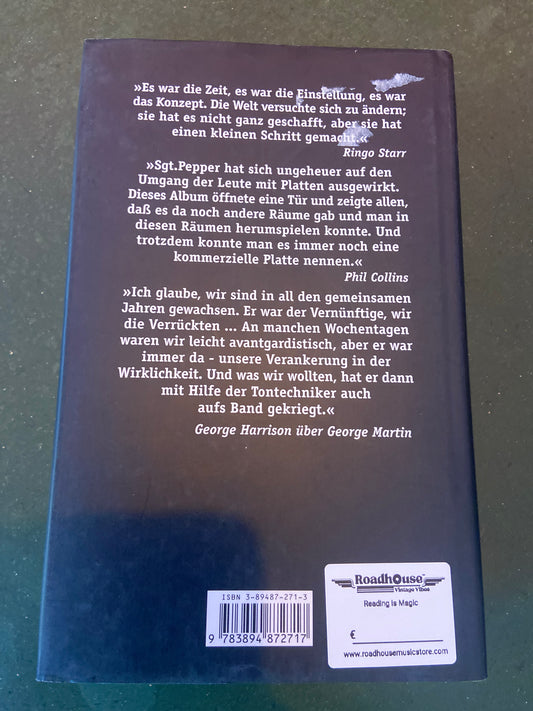 »Es war die Zeit, es war die Einstellung, es war
das Konzept. Die Welt versuchte sich zu ändern;
sie hat es nicht ganz geschafft, aber sie hat
einen kleinen Schritt gemacht.«
Ringo Starr
»Sgt.Pepper hat sich ungeheuer auf den
Umgang der Leute mit Platten ausgewirkt.
Dieses Album öffnete eine Tür und zeigte allen,
daß es da noch andere Räume gab und man in
diesen Räumen herumspielen konnte. Und
trotzdem konnte man es immer noch eine
kommerzielle Platte nennen.«
Phil Collins
»Ich glaube, wir sind in all den gemeinsamen
Jahren gewachsen. Er war der Vernünftige, wir
die Verrückten ... An manchen Wochentagen
waren wir leicht avantgardistisch, aber er war
immer da - unsere Verankerung in der
Wirklichkeit. Und was wir wollten, hat er dann
mit Hilfe der Tontechniker auch
aufs Band gekriegt.«
George Harrison über George Martin
ISBN 3-89487-271-3
9 783894 872717
Roadhouse™
Vintage Vibes
Reading is Magic
€
www.roadhousemusicstore.com